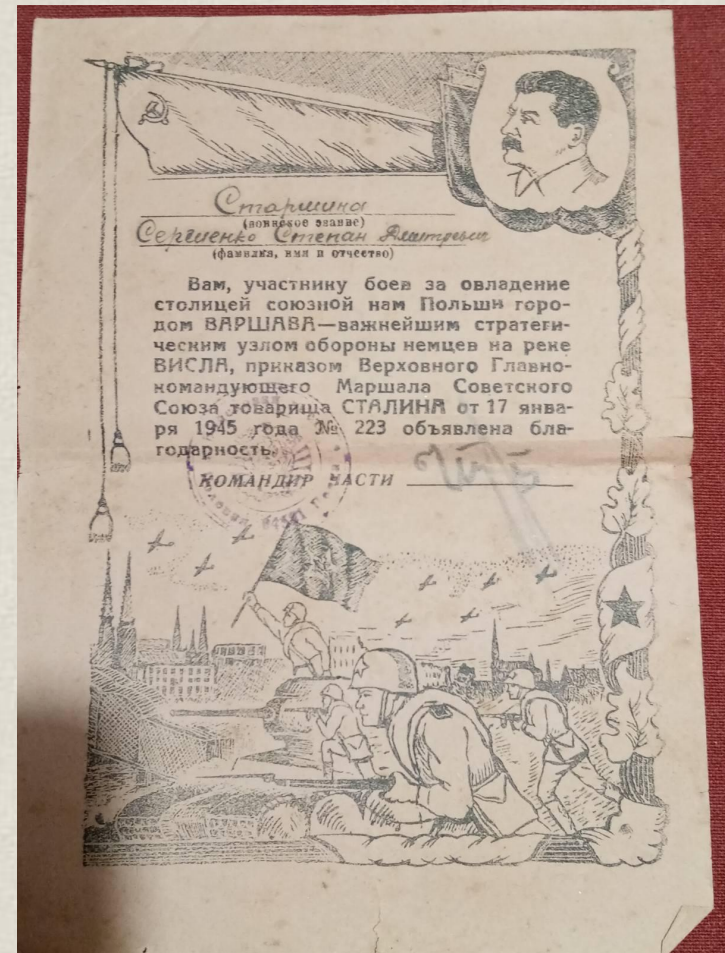 Старшина
(воинское звание)
Сергиенко Степан Дмитревич
(фамилия, имя и отчество)
Вам, участнику боев за овладение
столицей союзной нам Польши горо-
дом ВАРШАВА—важнейшим стратеги-
ческим узлом обороны немцев на реке
ВИСЛА, приказом Верховного Главно-
командующего Маршала Советского
Союза товарища СТАЛИНА от 17 янва-
ря 1945 года № 223 объявлена бла-
годарность.
КОМАНДИР ЧАСТИ